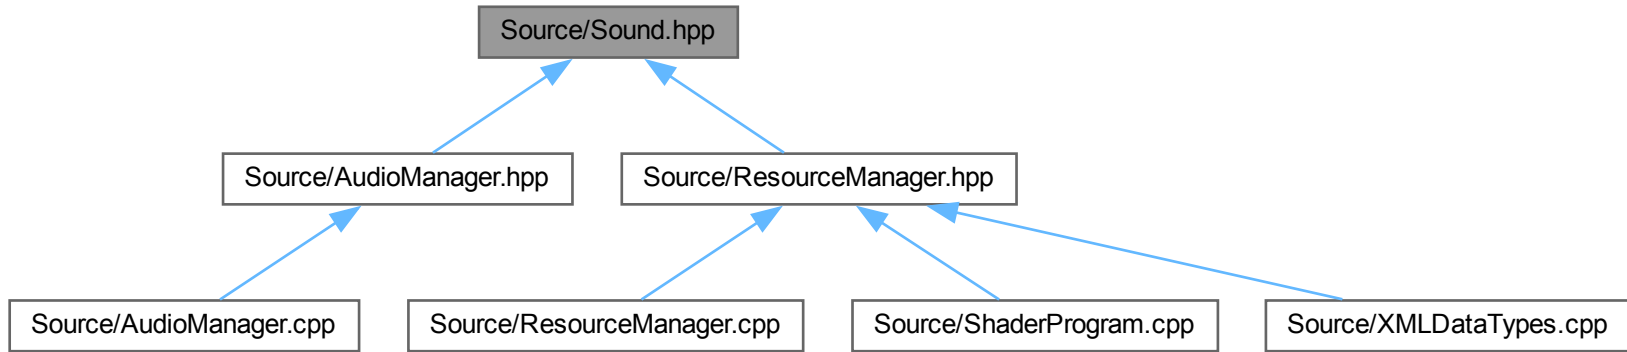 Source/Sound.hpp
Source/AudioManager.hpp
Source/ResourceManager.hpp
Source/AudioManager.cpp
Source/ResourceManager.cpp
Source/ShaderProgram.cpp
Source/XMLDataTypes.cpp